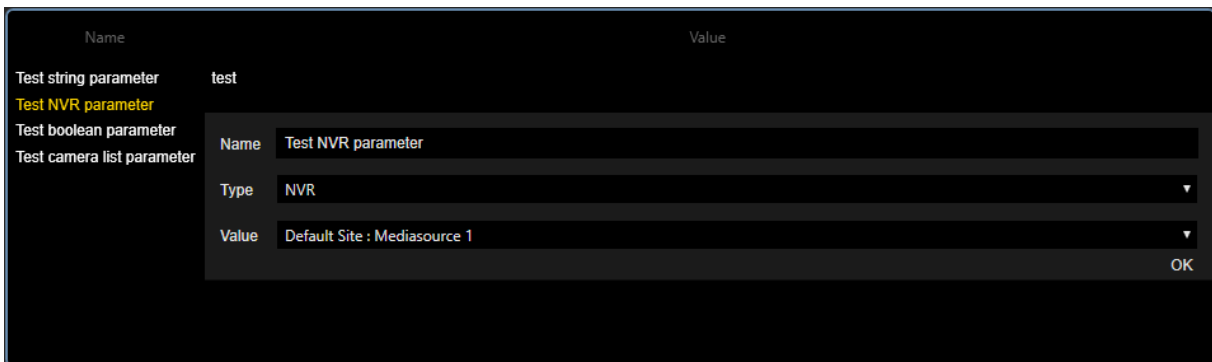 Name Value
Test string parameter test
Test NVR parameter
Test boolean parameter
Test camera list parameter
Name Test NVR parameter
Type NVR
Value Default Site : Mediasource 1
OK